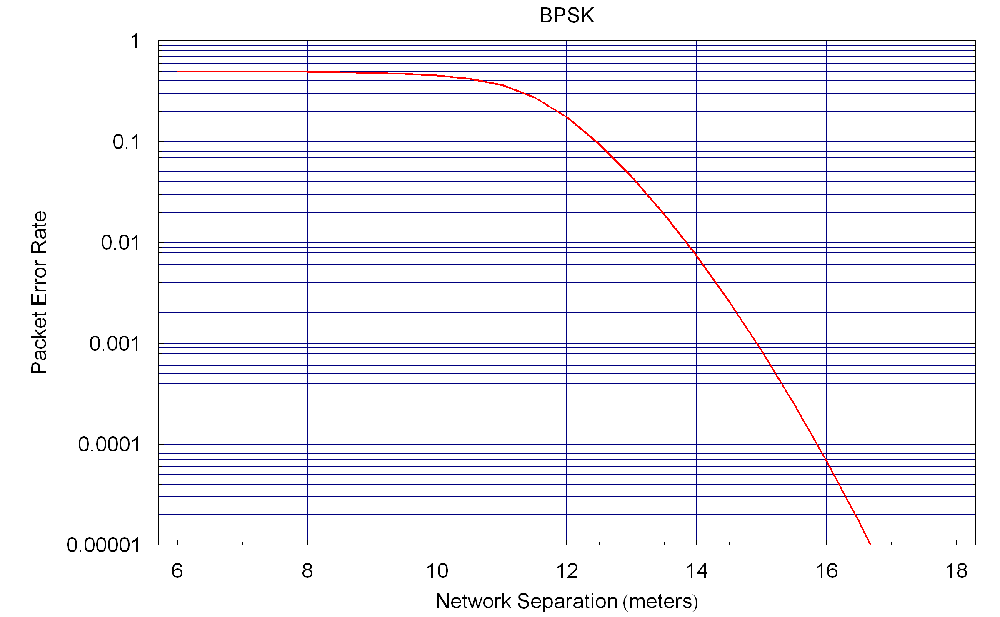 BPSK
1
0.1
0.01
0.001
0.0001
0.00001
Packet Error Rate
6 8 10 12 14 16 18
Network Separation (meters)